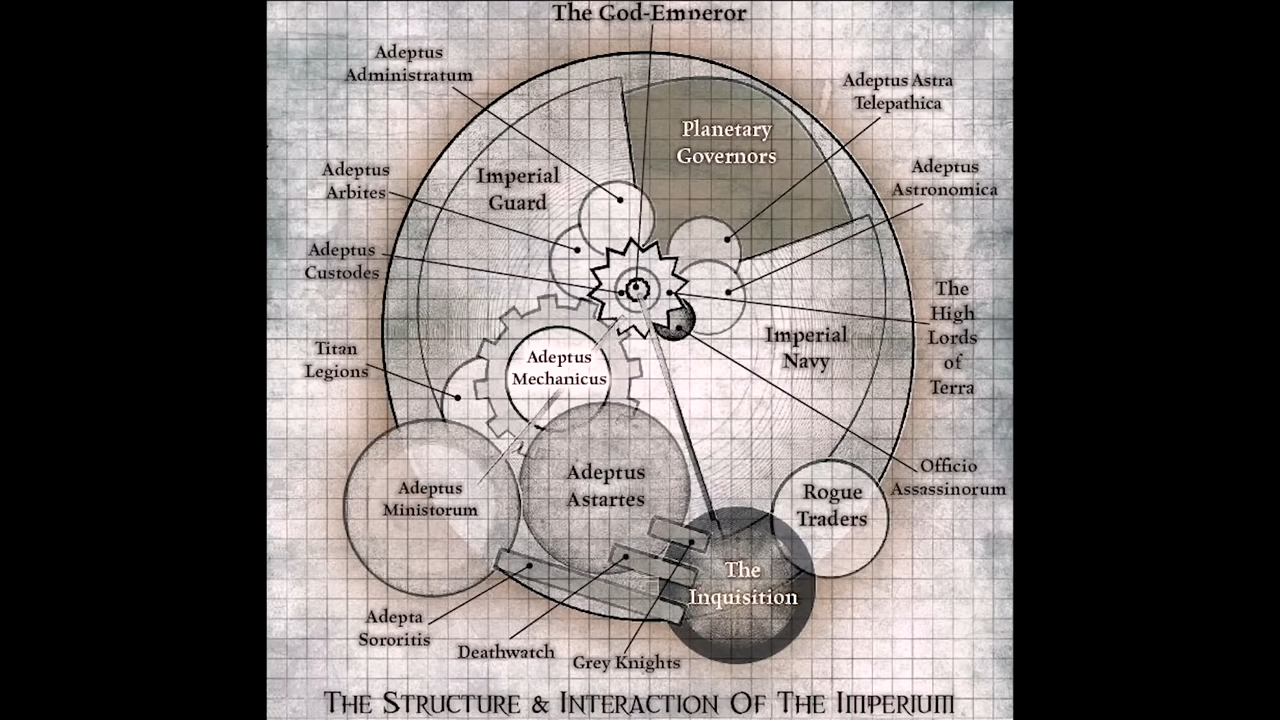 The God-Emperor
Adeptus
Administratum
Adeptus Astra
Telepathica
Planetary
Governors
Adeptus
Arbites
Imperial
Guard
Adeptus
Astronomica
Adeptus
Custodes
The
High
Lords
of
Terra
Imperial
Navy
Titan
Legions
Adeptus
Mechanicus
Adeptus
Ministorum
Adeptus
Astartes
Rogue
Traders
Officio
Assassinorum
The
Inquisition
Adepta
Sororitis
Deathwatch
Grey Knights
The Structure & Interaction Of The Imperium